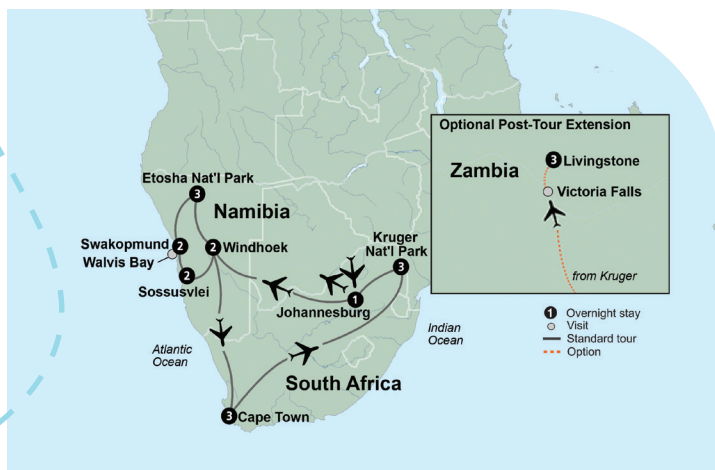 Optional Post-Tour Extension
Zambia
3 Livingstone
Victoria Falls
from Kruger
Etosha Nat'l Park
3
Namibia
Swakopmund 2
Walvis Bay
2 Windhoek
2
Sossusvlei
Kruger
Nat'l Park
3
1
Johannesburg
Atlantic
Ocean
Indian
Ocean
South Africa
3 Cape Town
1 Overnight stay
Visit
Standard tour
Option